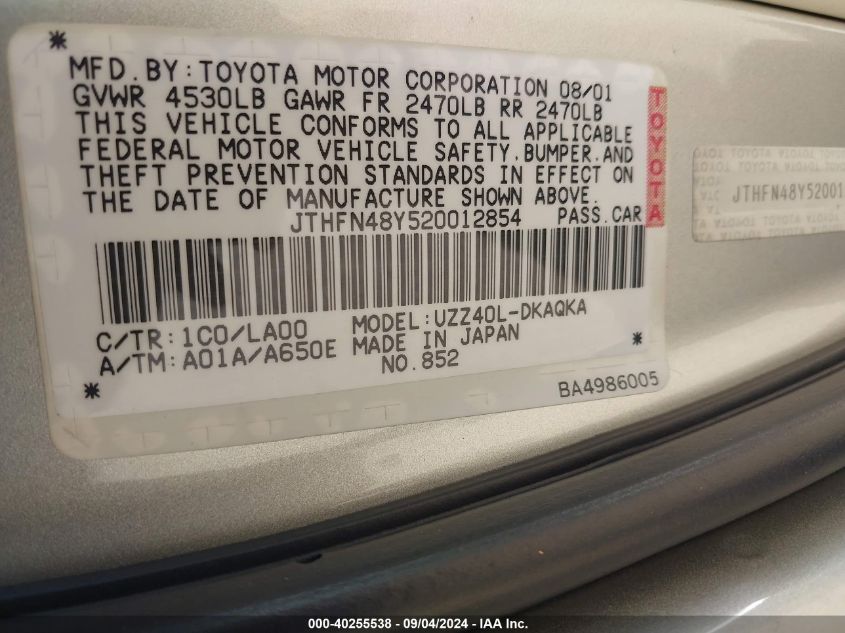 MFD.BY:TOYOTA MOTOR CORPORATION 08/01
GVWR 4530LB GAWR FR 2470LB RR 2470LB
THIS VEHICLE CONFORMS TO ALL APPLICABLE
FEDERAL MOTOR VEHICLE SAFETY.BUMPER.AND
THEFT PREVENTION STANDARDS IN EFFECT ON
THE DATE OF MANUFACTURE SHOWN ABOVE.
JTHFN48Y520012854 PASS.CAR
TOYOTA
C/TR:1C0/LA00 MODEL:UZZ40L-DKAQKA
A/TM:A01A/A650E MADE IN JAPAN
NO.852
BA4986005
JTHFN48Y520012
000-40255538 - 09/04/2024 - IAA Inc.